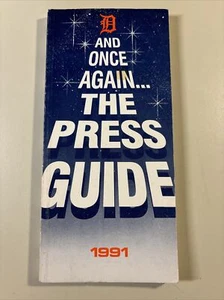 D
AND
ONCE
AGAIN...
THE
PRESS
GUIDE
1991